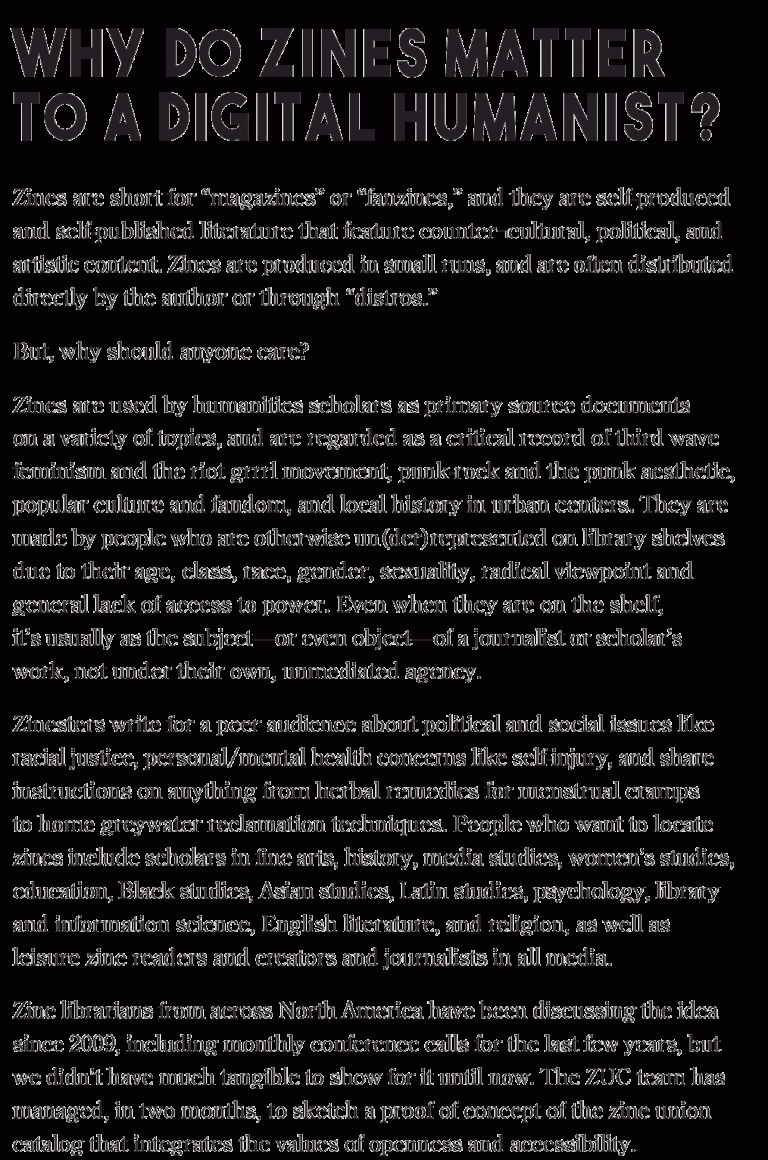 WHY DO ZINES MATTER
TO A DIGITAL HUMANIST?
Zines are short for “magazines” or “fanzines,” and they are self-produced
and self-published literature that feature counter-cultural, political, and
artistic content. Zines are produced in small runs, and are often distributed
directly by the author or through “distros.”
But, why should anyone care?
Zines are used by humanities scholars as primary source documents
on a variety of topics, and are regarded as a critical record of third wave
feminism and the riot grrrl movement, punk-rock and the punk aesthetic,
popular culture and fandom, and local history in urban centers. They are
made by people who are otherwise un(der)represented on library shelves
due to their age, class, race, gender, sexuality, radical viewpoint and
general lack of access to power. Even when they are on the shelf,
it’s usually as the subject—or even object—of a journalist or scholar’s
work, not under their own, unmediated agency.
Zinesters write for a peer audience about political and social issues like
racial justice, personal/mental health concerns like self-injury, and share
instructions on anything from herbal remedies for menstrual cramps
to home greywater reclamation techniques. People who want to locate
zines include scholars in fine arts, history, media studies, women’s studies,
education, Black studies, Asian studies, Latin studies, psychology, library
and information science, English literature, and religion, as well as
leisure zine readers and creators and journalists in all media.
Zine librarians from across North America have been discussing the idea
since 2009, including monthly conference calls for the last few years, but
we didn’t have much tangible to show for it until now. The ZUC team has
managed, in two months, to sketch a proof of concept of the zine union
catalog that integrates the values of openness and accessibility.